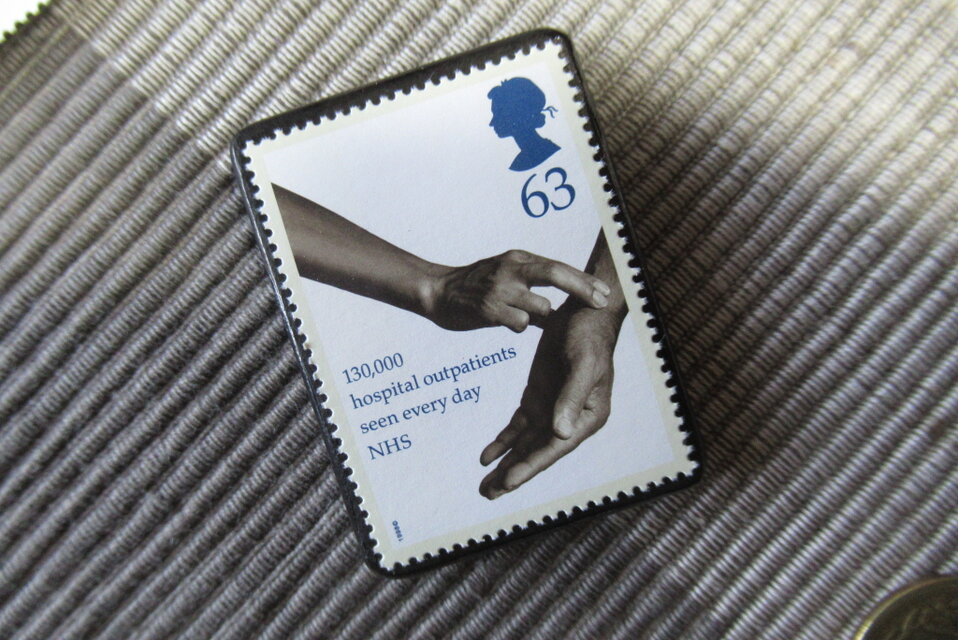 63
130,000
hospital outpatients
seen every day
NHS